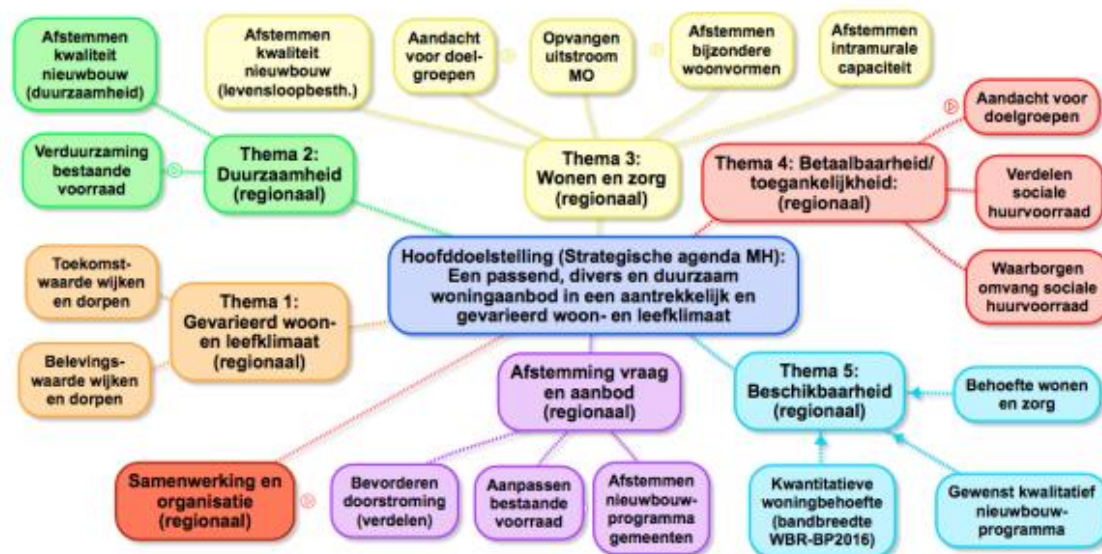 Afstemmen
kwaliteit
nieuwbouw
(duurzaamheid)
Afstemmen
kwaliteit
nieuwbouw
(levensloopbesth.)
Aandacht
voor doel-
groepen
Opvangen
uitstroom
MO
Afstemmen
bijzondere
woonvormen
Afstemmen
intramurale
capaciteit
Aandacht voor
doelgroepen
Verduurzaming
bestaande
voorraad
Thema 2:
Duurzaamheid
(regionaal)
Thema 3:
Wonen en zorg
(regionaal)
Thema 4: Betaalbaarheid/
toegankelijkheid:
(regionaal)
Verdelen
sociale
huurvoorraad
Toekomst-
waarde wijken
en dorpen
Thema 1:
Gevarieerd woon-
en leefklimaat
(regionaal)
Hoofddoelstelling (Strategische agenda MH):
Een passend, divers en duurzaam
woningaanbod in een aantrekkelijk en
gevarieerd woon- en leefklimaat
Waarborgen
omvang sociale
huurvoorraad
Belevings-
waarde wijken
en dorpen
Afstemming vraag
en aanbod
(regionaal)
Thema 5:
Beschikbaarheid
(regionaal)
Behoefte wonen
en zorg
Samenwerking en
organisatie
(regionaal)
Bevorderen
doorstroming
(verdelen)
Aanpassen
bestaande
voorraad
Afstemmen
nieuwbouw-
programma
gemeenten
Kwantitatieve
woningbehoefte
(bandbreedte
WBR-BP2016)
Gewenst kwalitatief
nieuwbouw-
programma